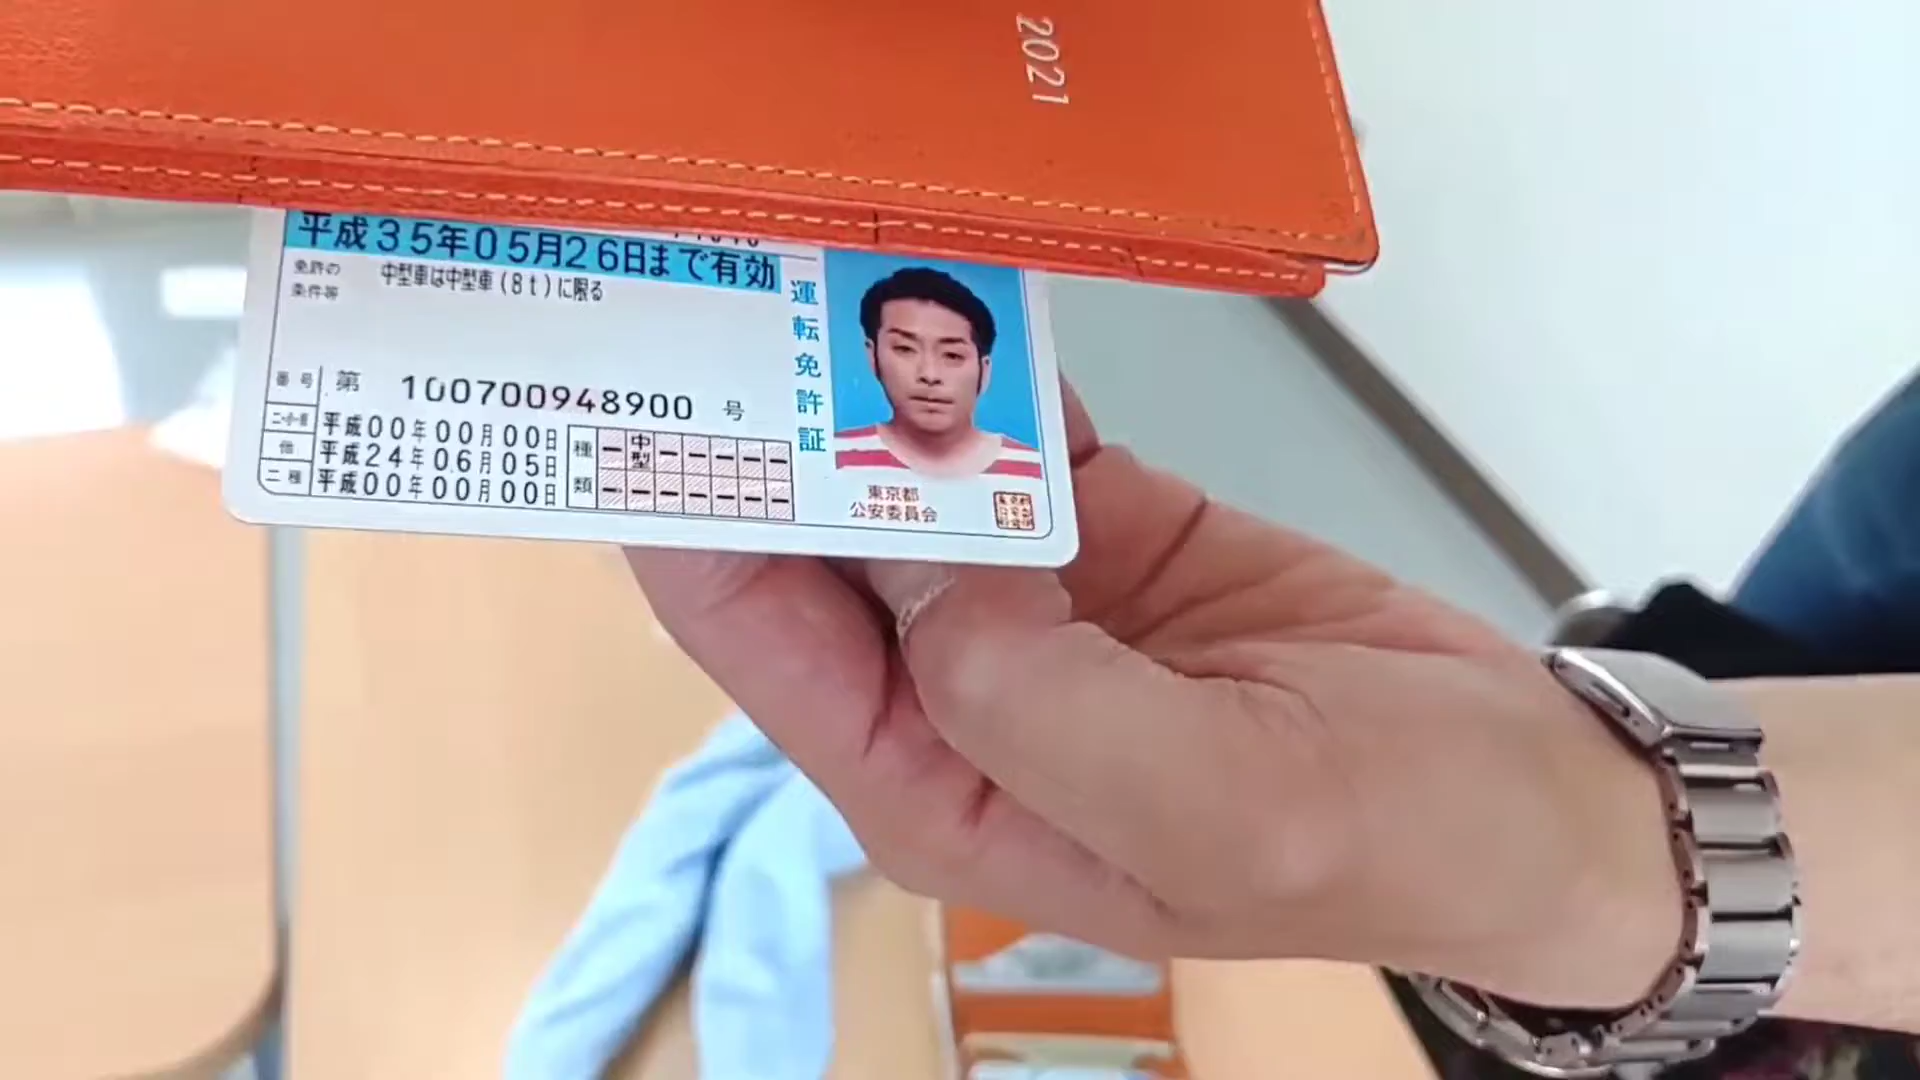 2021
平成35年05月26日まで有効
免許の
条件等
中型車は中型車(8t)に限る
運転免許証
番号 第 100700948900 号
二・小・原 平成00年00月00日
他 平成24年06月05日
二種 平成00年00月00日
種類
中型
東京都
公安委員会